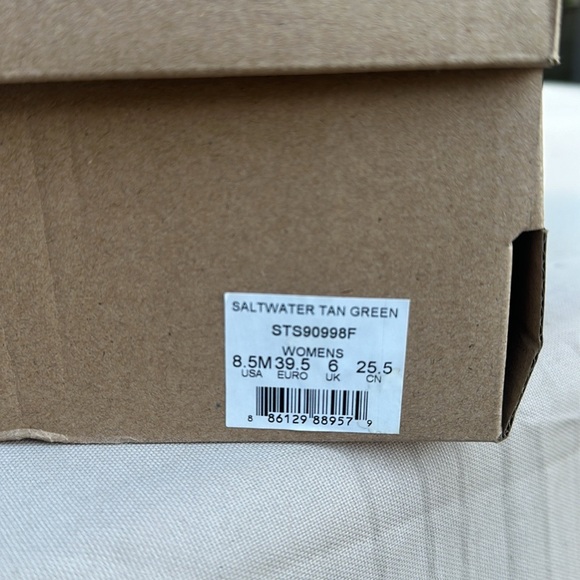 SALTWATER TAN GREEN
STS90998F
WOMENS
8.5M 39.5 6 25.5
USA EURO UK CN
8 86129 88957 9